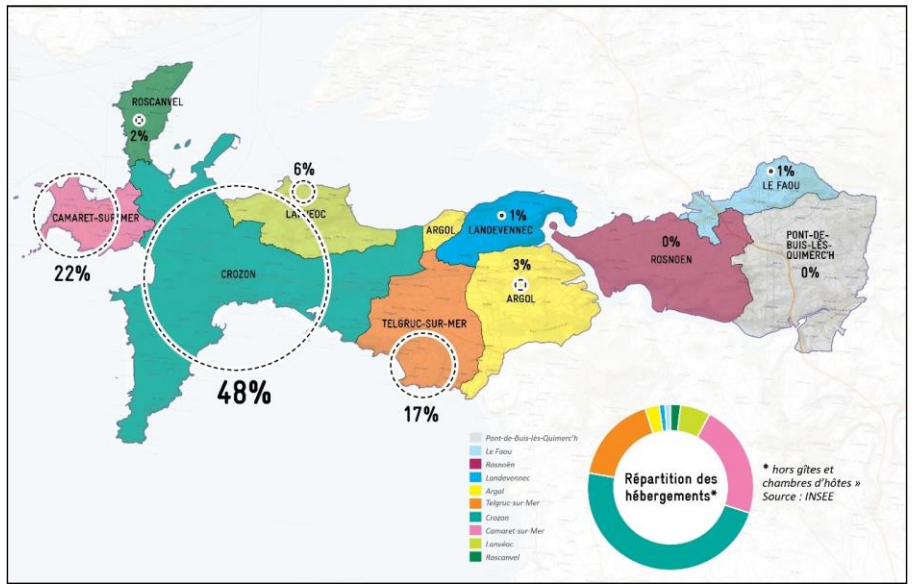 ROSCANVEL
2%
6%
1%
LE FAOU
CAMARET-SUR-MER
LANVEOC
ARGOL
1%
LANDEVENNEC
0%
ROSNOEN
PONT-DE-
BUIS-LÈS-
QUIMERC'H
0%
22%
CROZON
3%
ARGOL
TELGRUC-SUR-MER
48%
17%
Pont-de-Buis-lès-Quimerc'h
Le Faou
Rosnoën
Landevennec
Argol
Telgruc-sur-Mer
Crozon
Camaret-sur-Mer
Lanvéoc
Roscanvel
Répartition des
hébergements*
* hors gîtes et
chambres d'hôtes »
Source : INSEE